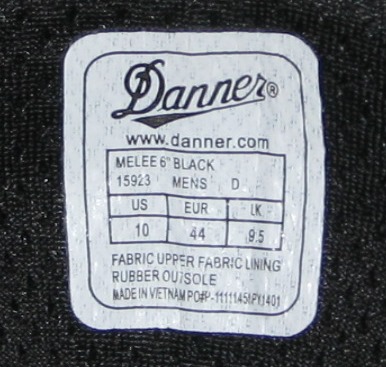 Danner®
www.danner.com
MELEE 6" BLACK
15923 MENS D
US EUR UK
10 44 9.5
FABRIC UPPER FABRIC LINING
RUBBER OUTSOLE
MADE IN VIETNAM